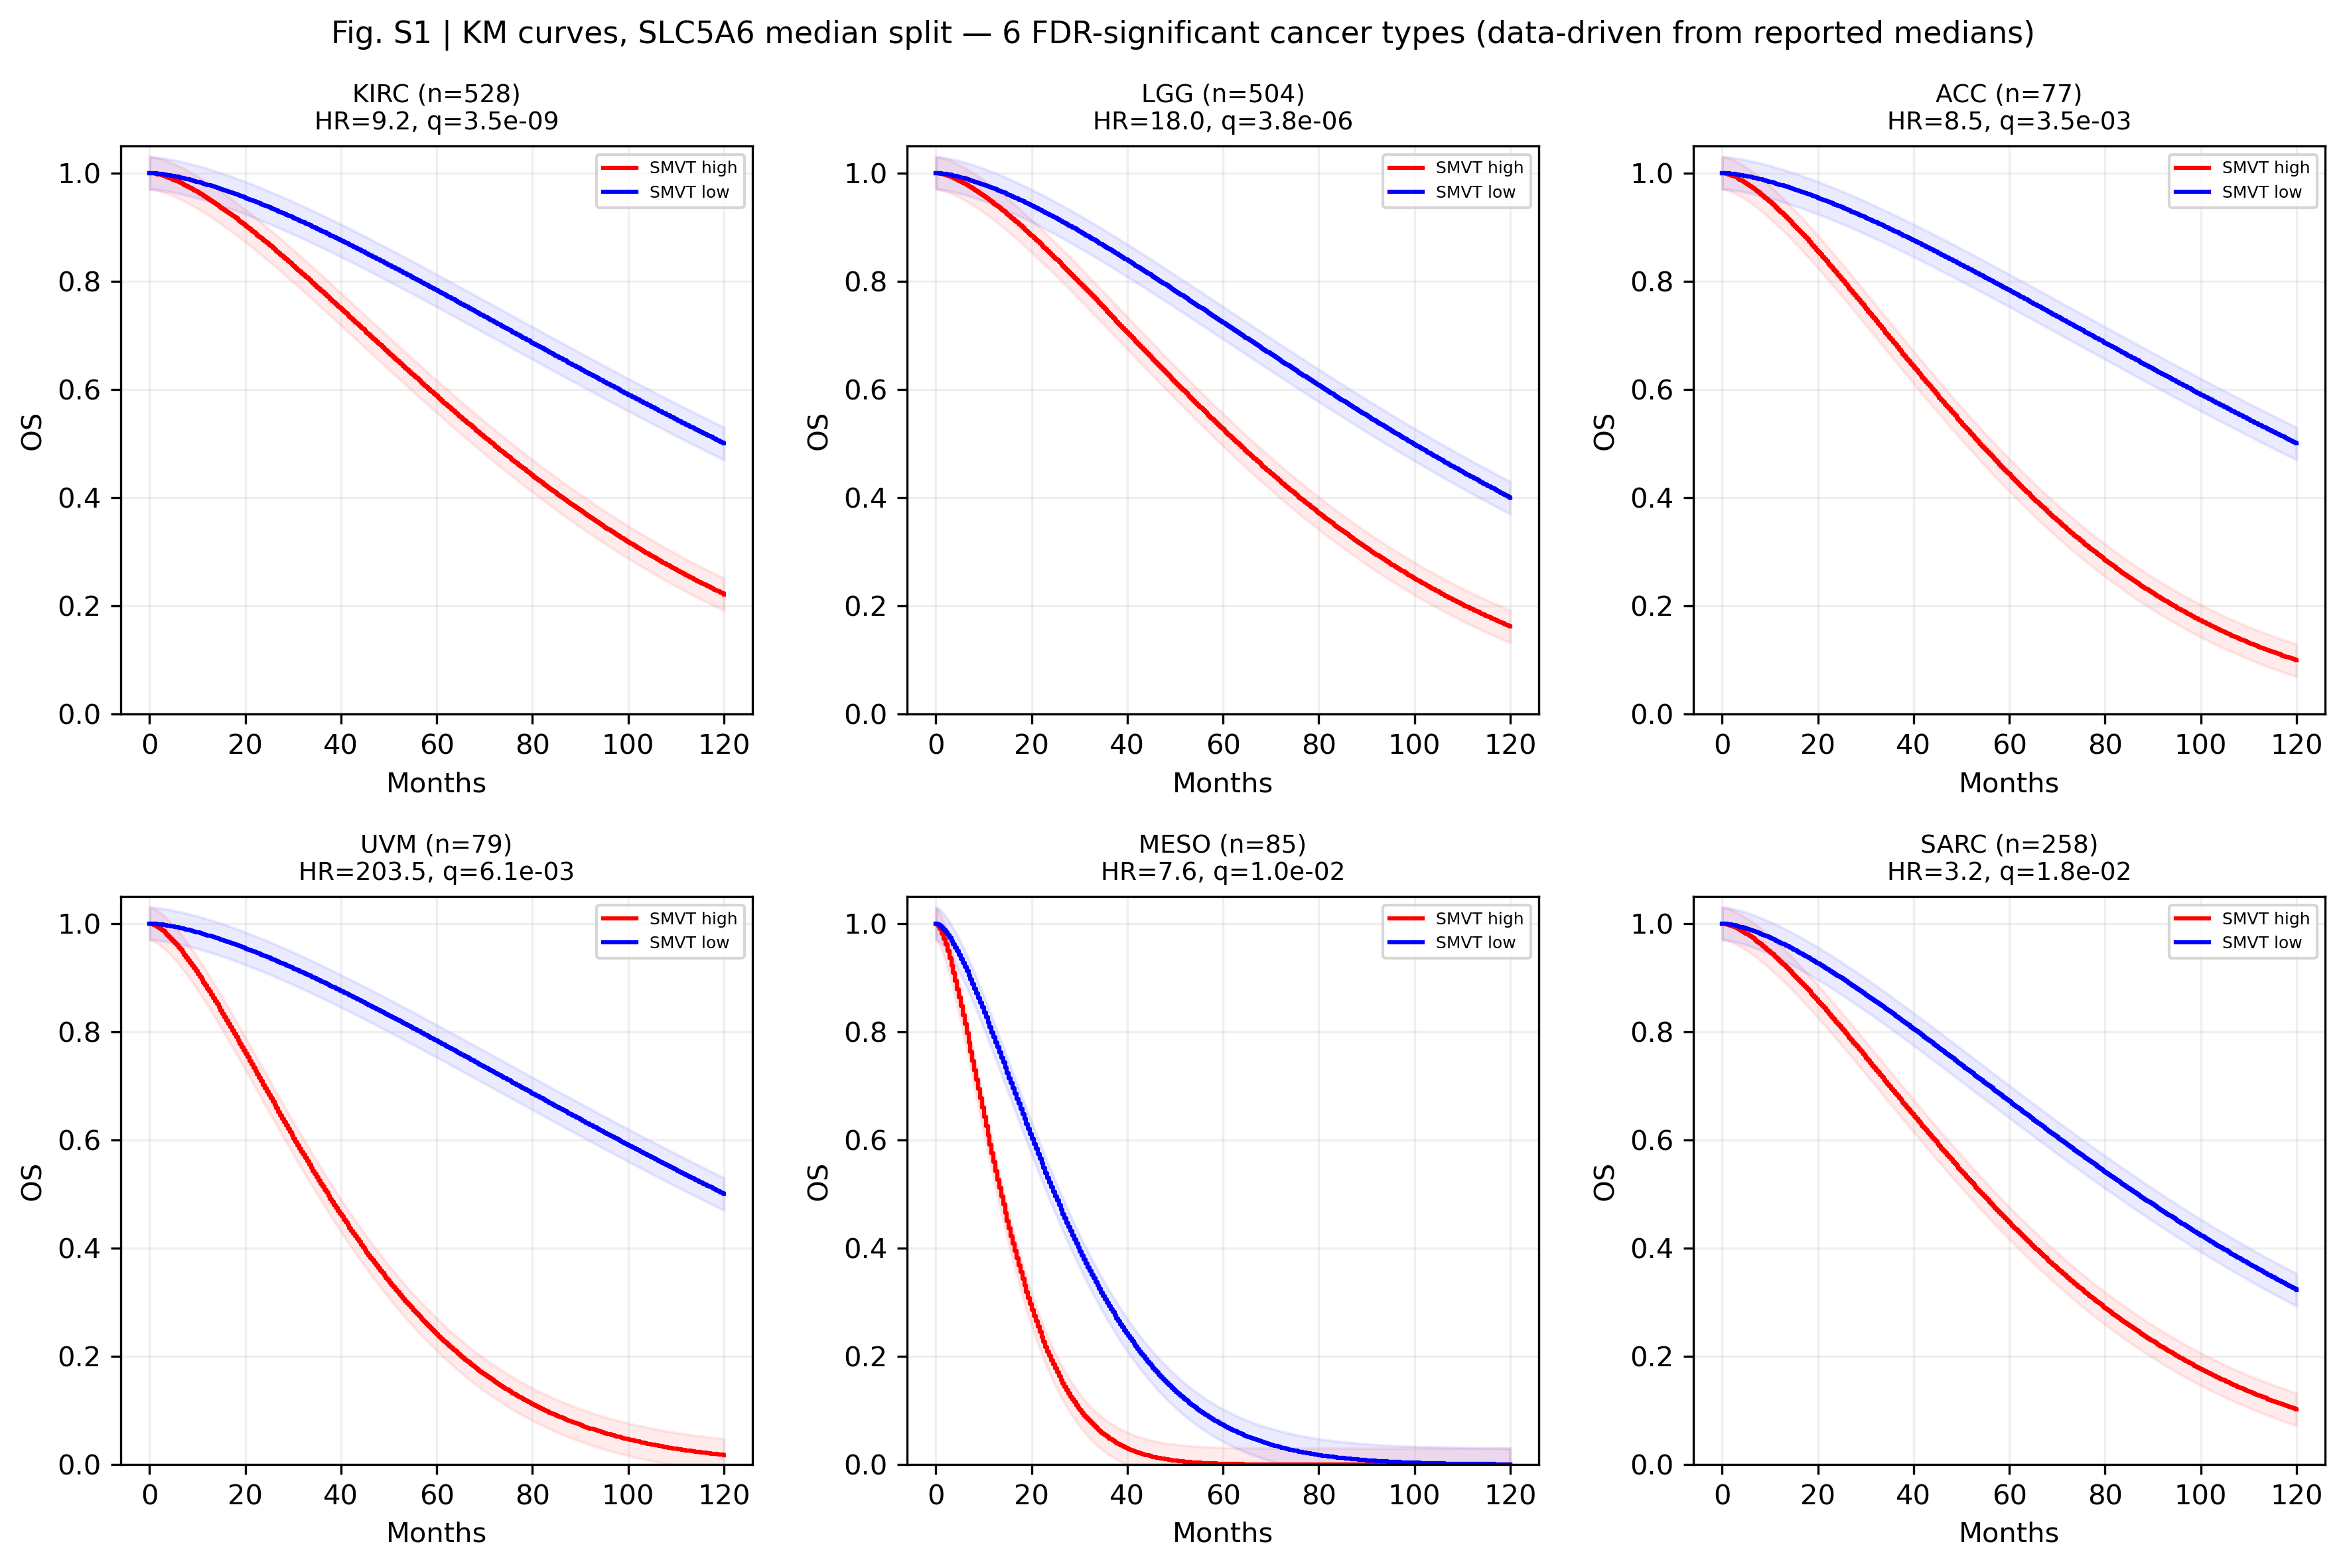 Fig. S1 | KM curves, SLC5A6 median split — 6 FDR-significant cancer types (data-driven from reported medians)
KIRC (n=528)
HR=9.2, q=3.5e-09
SMVT high
SMVT low
OS
1.0
0.8
0.6
0.4
0.2
0.0
0 20 40 60 80 100 120
Months
LGG (n=504)
HR=18.0, q=3.8e-06
SMVT high
SMVT low
OS
1.0
0.8
0.6
0.4
0.2
0.0
0 20 40 60 80 100 120
Months
ACC (n=77)
HR=8.5, q=3.5e-03
SMVT high
SMVT low
OS
1.0
0.8
0.6
0.4
0.2
0.0
0 20 40 60 80 100 120
Months
UVM (n=79)
HR=203.5, q=6.1e-03
SMVT high
SMVT low
OS
1.0
0.8
0.6
0.4
0.2
0.0
0 20 40 60 80 100 120
Months
MESO (n=85)
HR=7.6, q=1.0e-02
SMVT high
SMVT low
OS
1.0
0.8
0.6
0.4
0.2
0.0
0 20 40 60 80 100 120
Months
SARC (n=258)
HR=3.2, q=1.8e-02
SMVT high
SMVT low
OS
1.0
0.8
0.6
0.4
0.2
0.0
0 20 40 60 80 100 120
Months